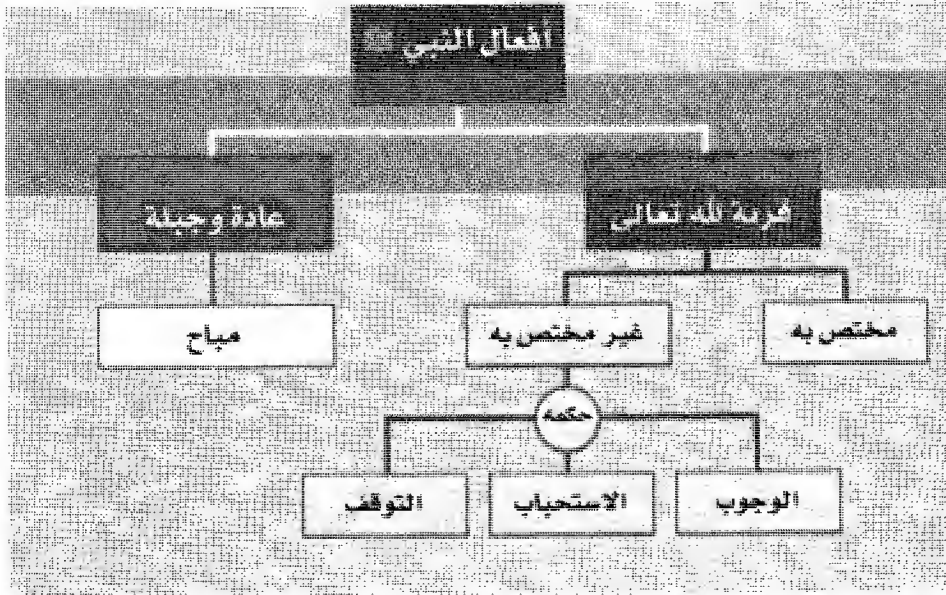 أفعال النبي ﷺ
قربة لله تعالى
عادة وجبلة
مختص به
غير مختص به
مباح
حكمه
الوجوب
الاستحباب
التوقف